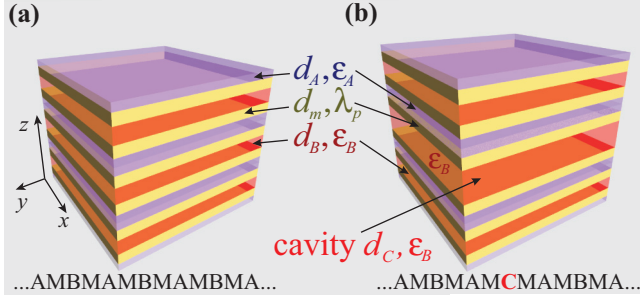 (a)
(b)
d_A, ε_A
d_m, λ_p
d_B, ε_B
ε_B
z
y
x
cavity d_C, ε_B
...AMBMAMBMAMBMA...
...AMBMAMCMAMBMA...